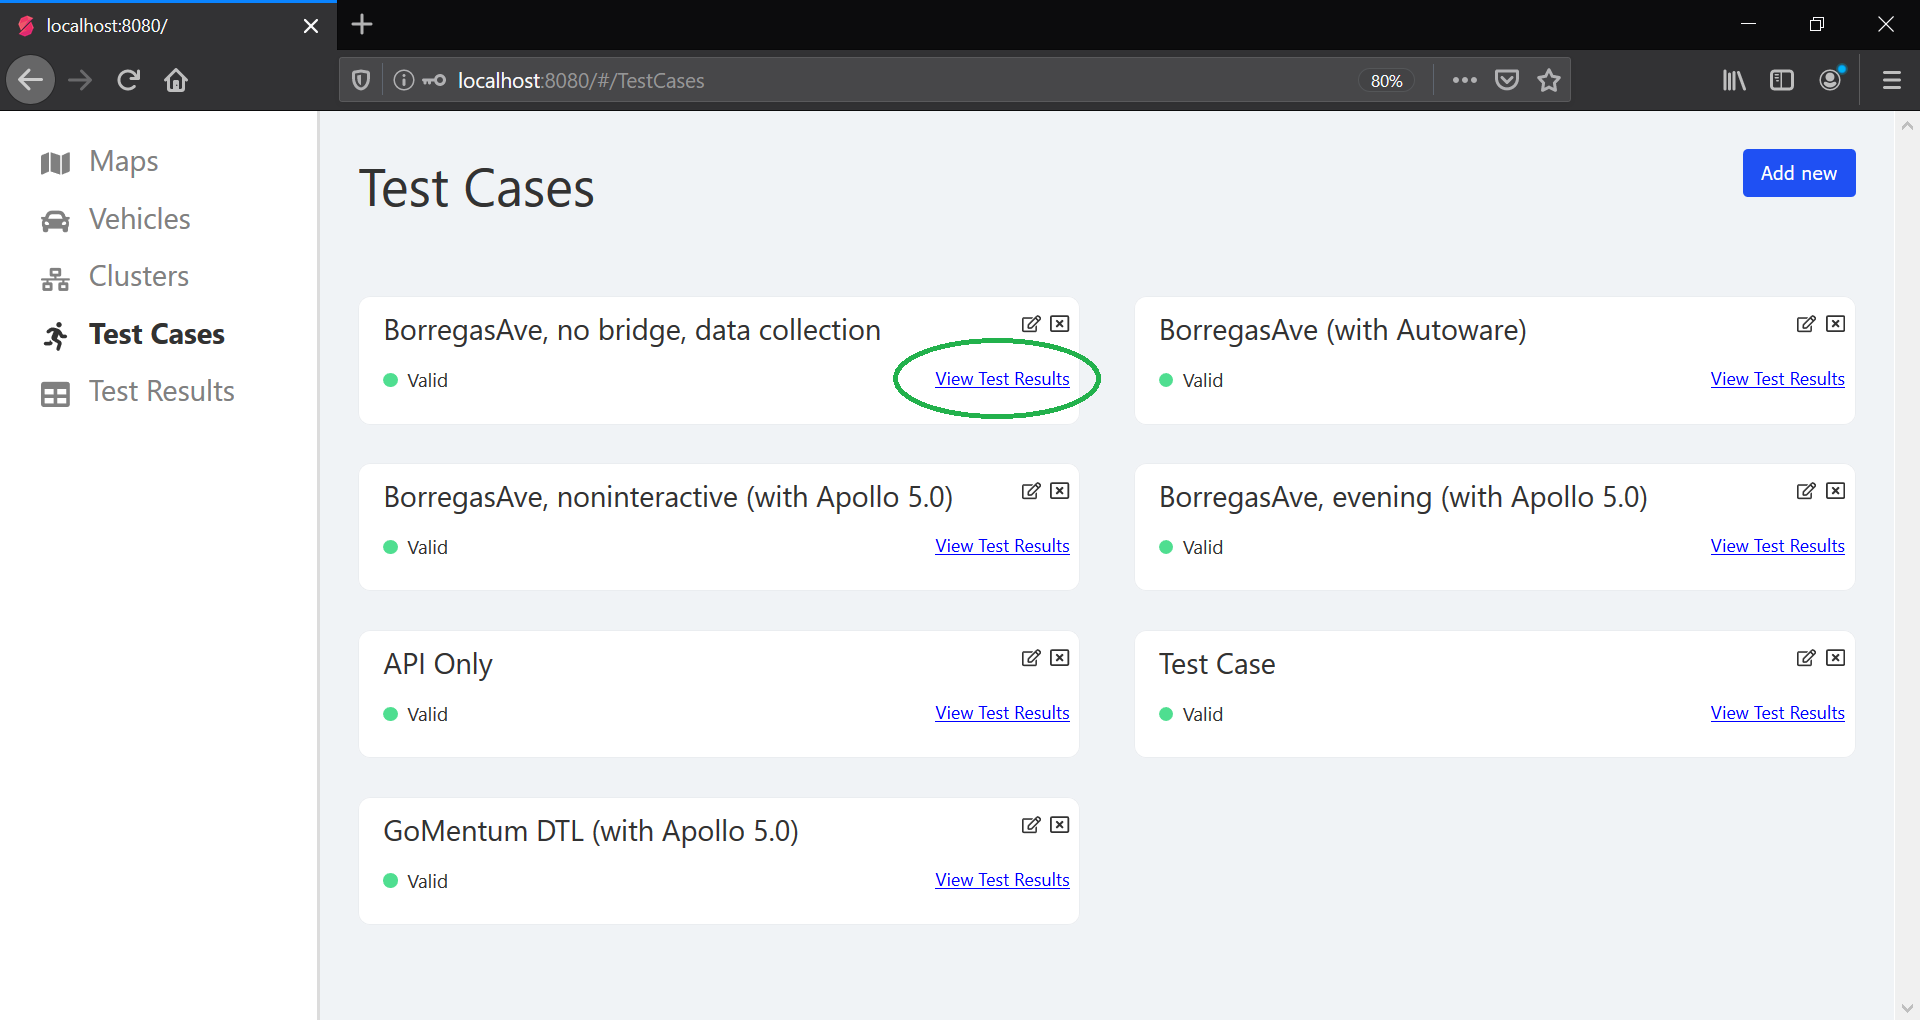 localhost:8080/
localhost:8080/#/TestCases
80%
Maps
Vehicles
Clusters
Test Cases
Test Results
Test Cases
Add new
BorregasAve, no bridge, data collection
Valid
View Test Results
BorregasAve (with Autoware)
Valid
View Test Results
BorregasAve, noninteractive (with Apollo 5.0)
Valid
View Test Results
BorregasAve, evening (with Apollo 5.0)
Valid
View Test Results
API Only
Valid
View Test Results
Test Case
Valid
View Test Results
GoMentum DTL (with Apollo 5.0)
Valid
View Test Results